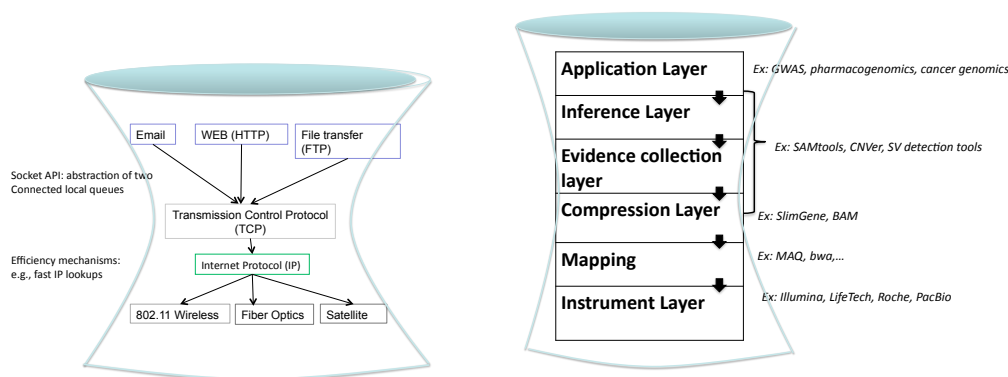 Email
WEB (HTTP)
File transfer
(FTP)
Socket API: abstraction of two
Connected local queues
Transmission Control Protocol
(TCP)
Efficiency mechanisms:
e.g., fast IP lookups
Internet Protocol (IP)
802.11 Wireless
Fiber Optics
Satellite
Application Layer
Ex: GWAS, pharmacogenomics, cancer genomics
Inference Layer
Ex: SAMtools, CNVer, SV detection tools
Evidence collection
layer
Compression Layer
Ex: SlimGene, BAM
Mapping
Ex: MAQ, bwa,...
Instrument Layer
Ex: Illumina, LifeTech, Roche, PacBio